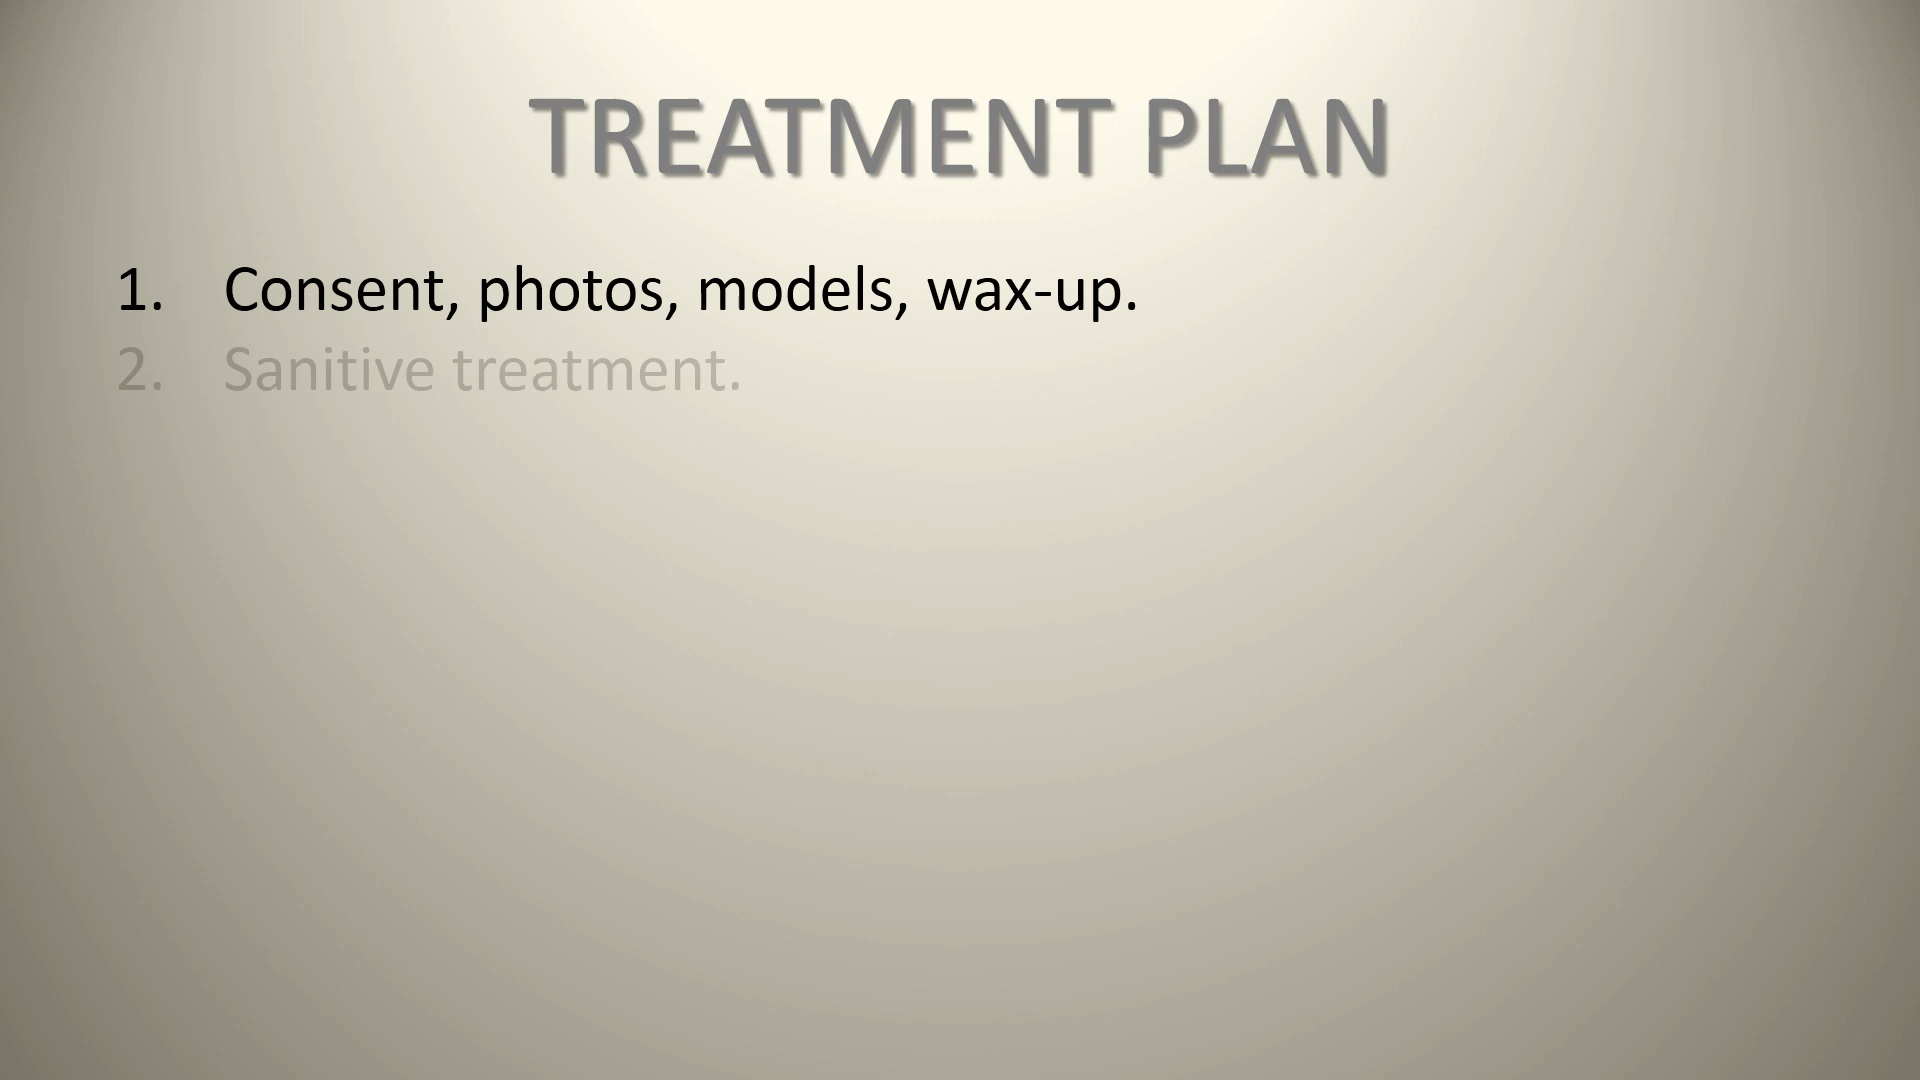 TREATMENT PLAN
1. Consent, photos, models, wax-up.
2. Sanitive treatment.